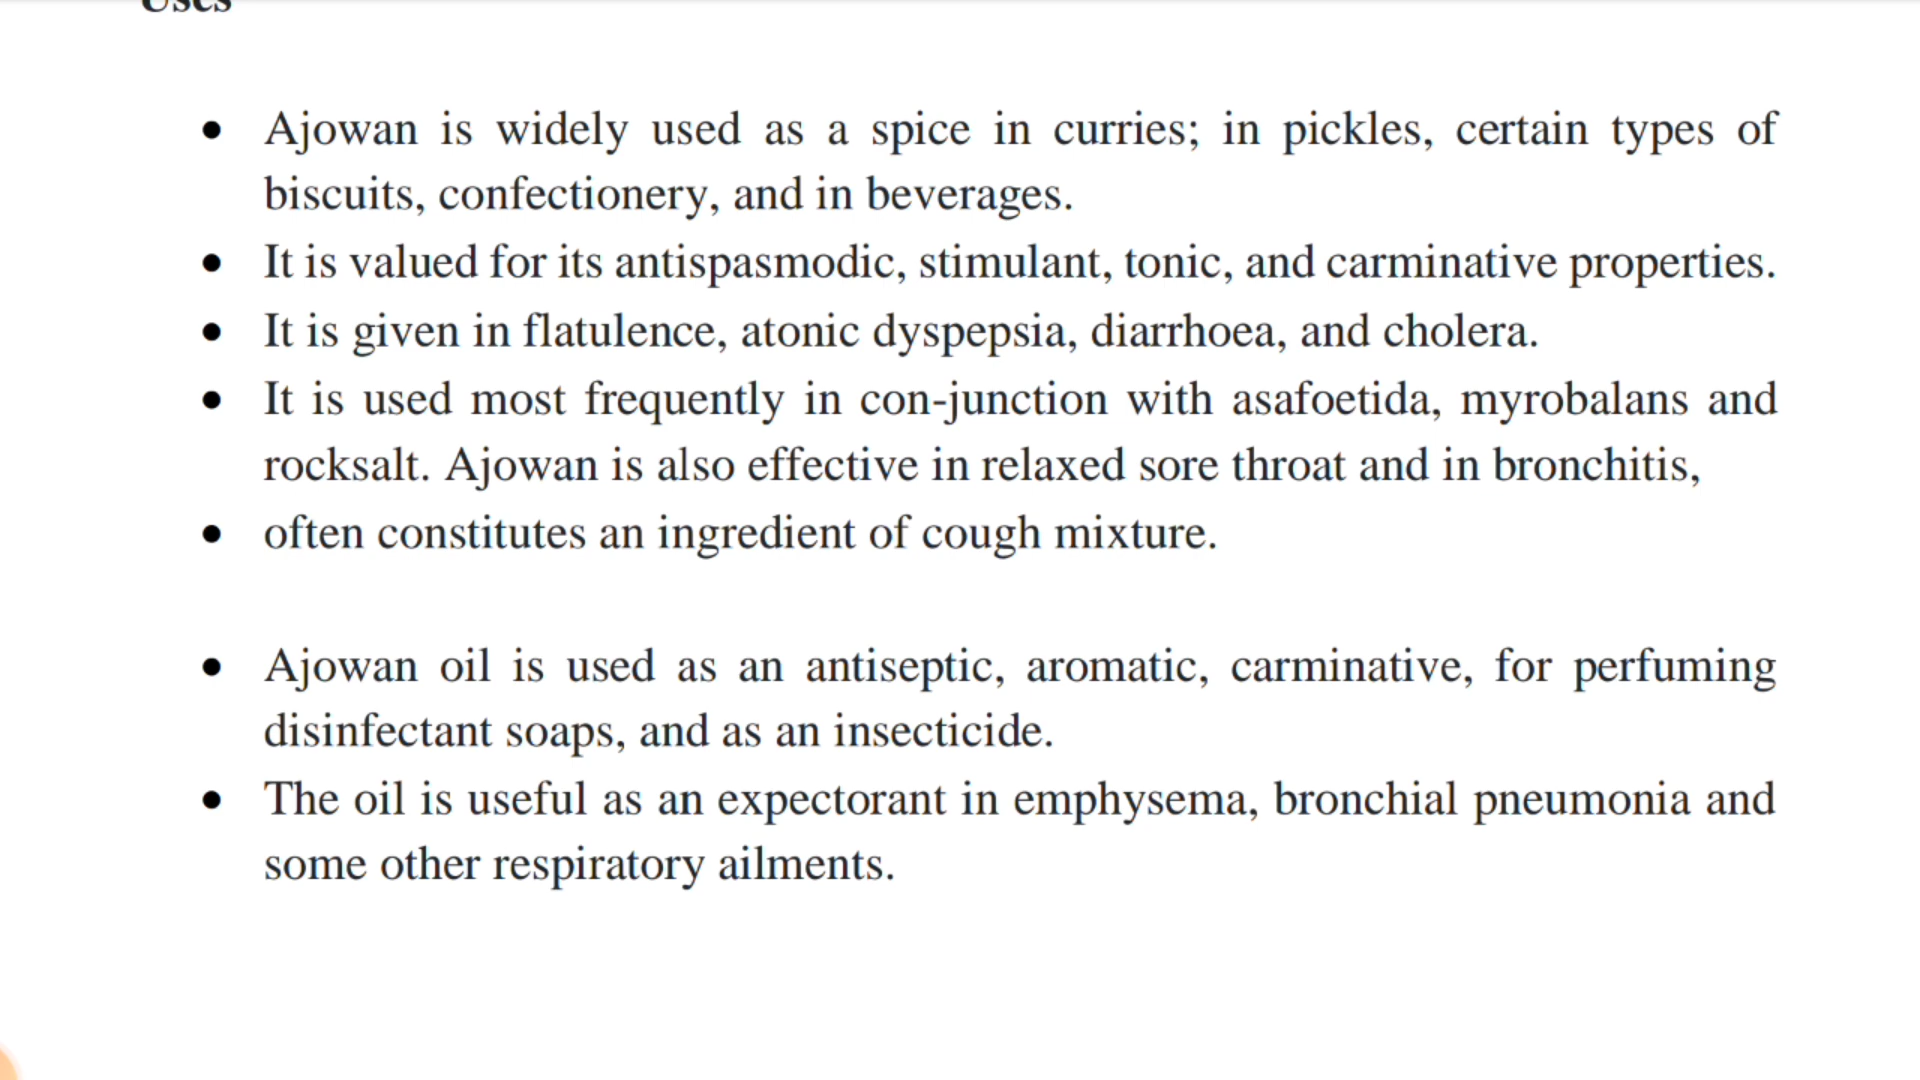 Uses
● Ajowan is widely used as a spice in curries; in pickles, certain types of
biscuits, confectionery, and in beverages.
● It is valued for its antispasmodic, stimulant, tonic, and carminative properties.
● It is given in flatulence, atonic dyspepsia, diarrhoea, and cholera.
● It is used most frequently in con-junction with asafoetida, myrobalans and
rocksalt. Ajowan is also effective in relaxed sore throat and in bronchitis,
● often constitutes an ingredient of cough mixture.
● Ajowan oil is used as an antiseptic, aromatic, carminative, for perfuming
disinfectant soaps, and as an insecticide.
● The oil is useful as an expectorant in emphysema, bronchial pneumonia and
some other respiratory ailments.